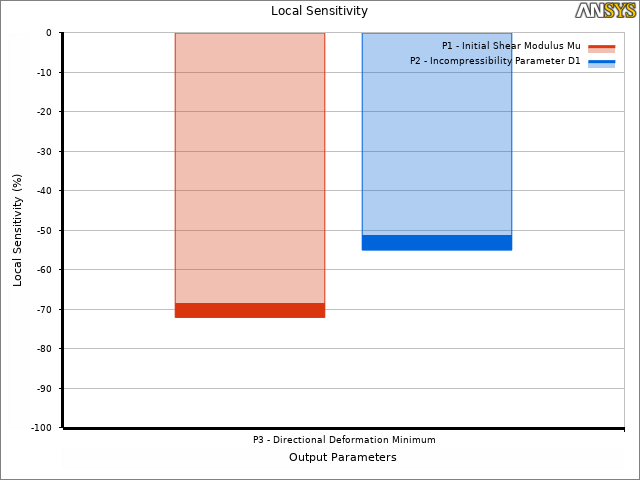 Local Sensitivity
ANSYS
P1 - Initial Shear Modulus Mu
P2 - Incompressibility Parameter D1
Local Sensitivity (%)
0
-10
-20
-30
-40
-50
-60
-70
-80
-90
-100
P3 - Directional Deformation Minimum
Output Parameters